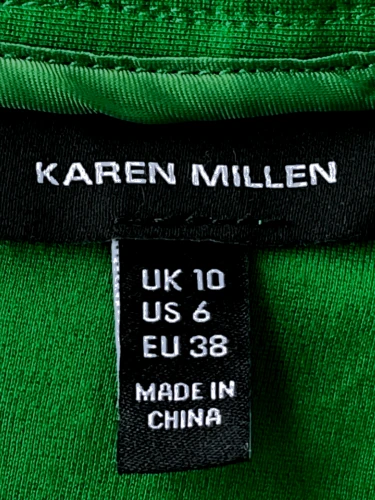 KAREN MILLEN
UK 10
US 6
EU 38
MADE IN
CHINA